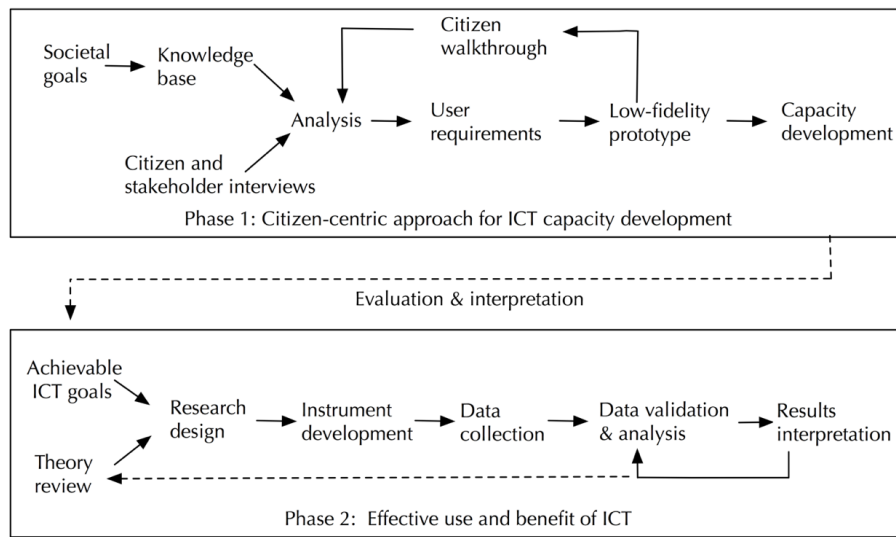 Citizen
walkthrough
Societal
goals
Knowledge
base
Analysis
User
requirements
Low-fidelity
prototype
Capacity
development
Citizen and
stakeholder interviews
Phase 1: Citizen-centric approach for ICT capacity development
Evaluation & interpretation
Achievable
ICT goals
Research
design
Instrument
development
Data
collection
Data validation
& analysis
Results
interpretation
Theory
review
Phase 2: Effective use and benefit of ICT